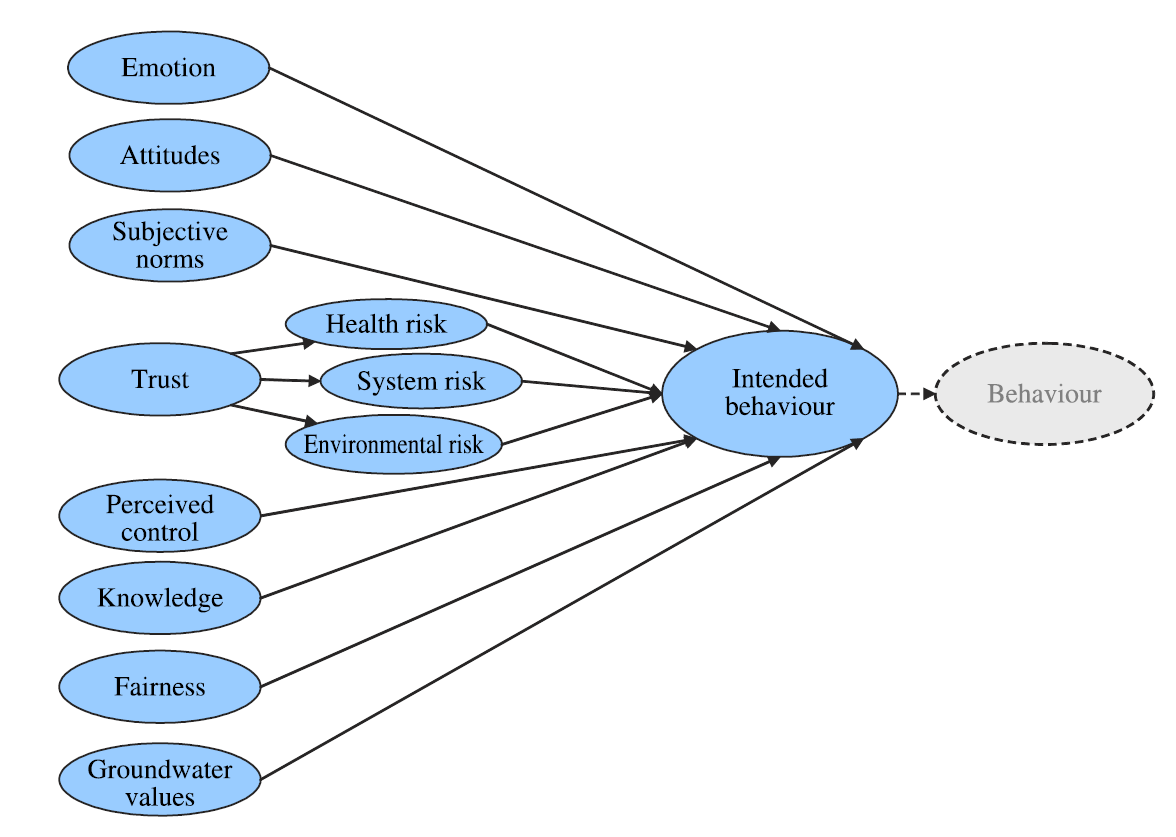 Emotion
Attitudes
Subjective
norms
Health risk
Trust
System risk
Environmental risk
Intended
behaviour
Behaviour
Perceived
control
Knowledge
Fairness
Groundwater
values